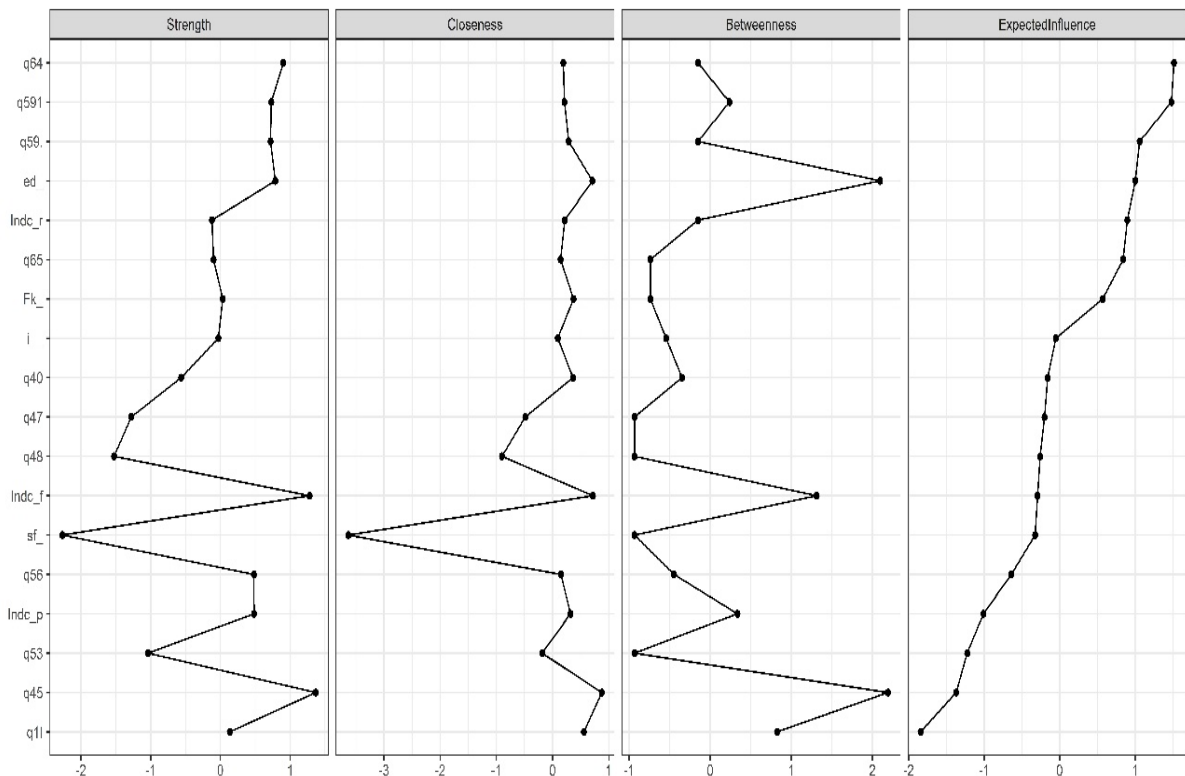 Strength Closeness Betweenness ExpectedInfluence
q64
q591
q59.
ed
Indc_r
q65
Fk_
i
q40
q47
q48
Indc_f
sf_
q56
Indc_p
q53
q45
q1l
-2 -1 0 1 -3 -2 -1 0 1 -1 0 1 2 -2 -1 0 1